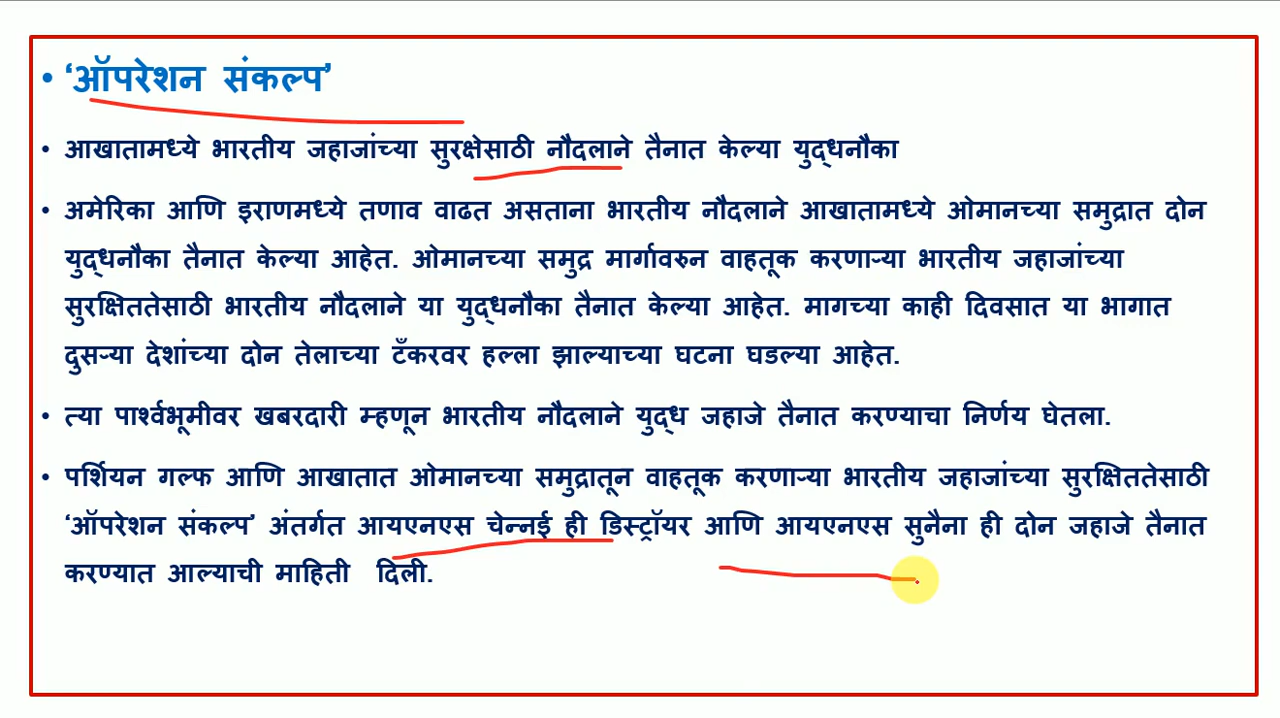 • ‘ऑपरेशन संकल्प’
• आखातामध्ये भारतीय जहाजांच्या सुरक्षेसाठी नौदलाने तैनात केल्या युद्धनौका
• अमेरिका आणि इराणमध्ये तणाव वाढत असताना भारतीय नौदलाने आखातामध्ये ओमानच्या समुद्रात दोन
युद्धनौका तैनात केल्या आहेत. ओमानच्या समुद्र मार्गावरुन वाहतूक करणाऱ्या भारतीय जहाजांच्या
सुरक्षिततेसाठी भारतीय नौदलाने या युद्धनौका तैनात केल्या आहेत. मागच्या काही दिवसात या भागात
दुसऱ्या देशांच्या दोन तेलाच्या टँकरवर हल्ला झाल्याच्या घटना घडल्या आहेत.
• त्या पार्श्वभूमीवर खबरदारी म्हणून भारतीय नौदलाने युद्ध जहाजे तैनात करण्याचा निर्णय घेतला.
• पर्शियन गल्फ आणि आखातात ओमानच्या समुद्रातून वाहतूक करणाऱ्या भारतीय जहाजांच्या सुरक्षिततेसाठी
‘ऑपरेशन संकल्प’ अंतर्गत आयएनएस चेन्नई ही डिस्ट्रॉयर आणि आयएनएस सुनैना ही दोन जहाजे तैनात
करण्यात आल्याची माहिती दिली.